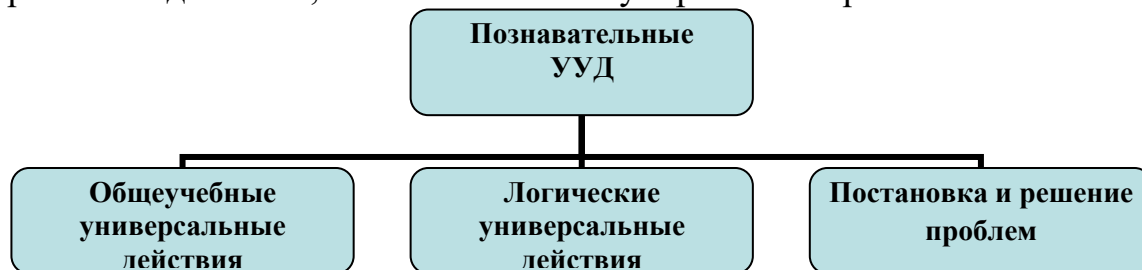 Познавательные
УУД
Общеучебные
универсальные
действия
Логические
универсальные
действия
Постановка и решение
проблем